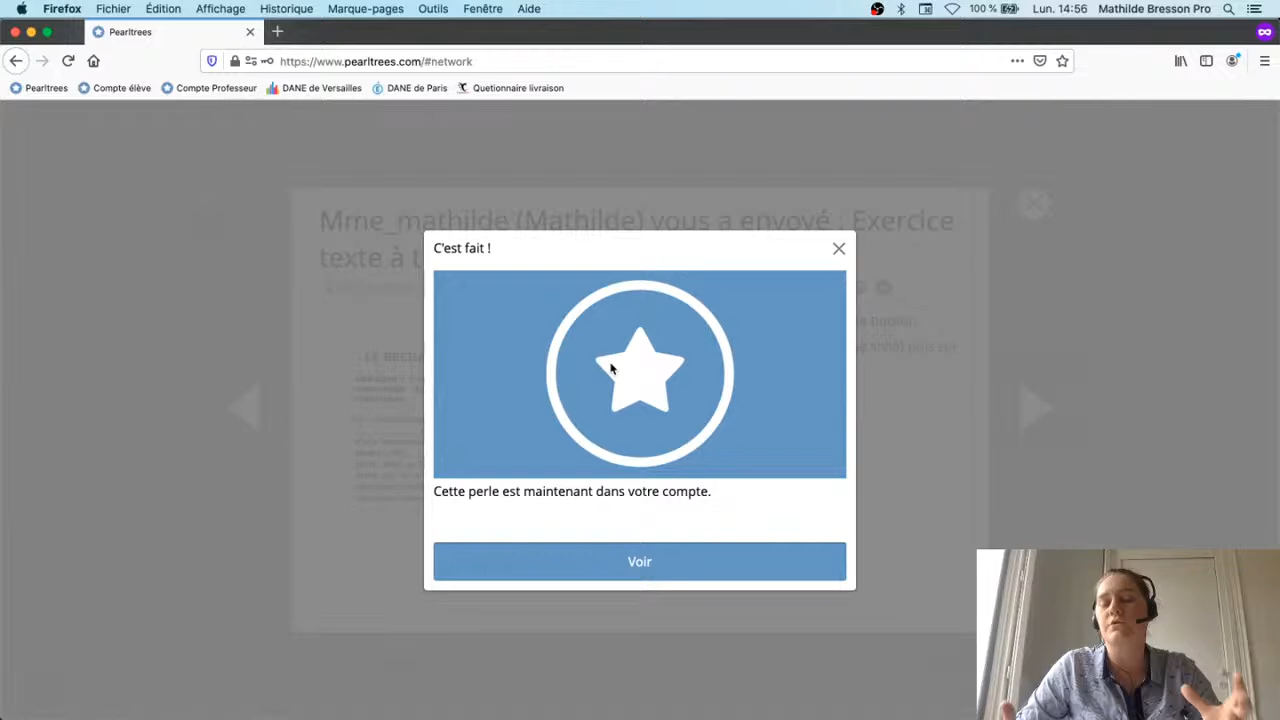 Firefox Fichier Édition Affichage Historique Marque-pages Outils Fenêtre Aide 100 % Lun. 14:56 Mathilde Bresson Pro
Pearltrees
https://www.pearltrees.com/#network
Pearltrees Compte élève Compte Professeur DANE de Versailles DANE de Paris Quetionnaire livraison
Mme_mathilde (Mathilde) vous a envoyé : Exercice
texte à
C'est fait !
Cette perle est maintenant dans votre compte.
Voir